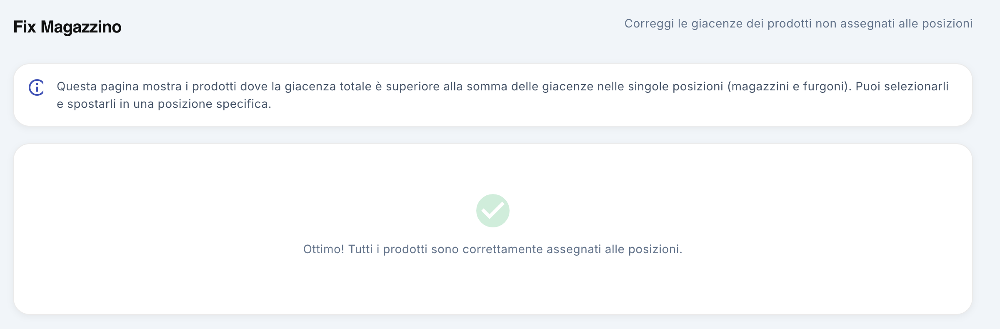 Fix Magazzino
Correggi le giacenze dei prodotti non assegnati alle posizioni
Questa pagina mostra i prodotti dove la giacenza totale è superiore alla somma delle giacenze nelle singole posizioni (magazzini e furgoni). Puoi selezionarli
e spostarli in una posizione specifica.
Ottimo! Tutti i prodotti sono correttamente assegnati alle posizioni.